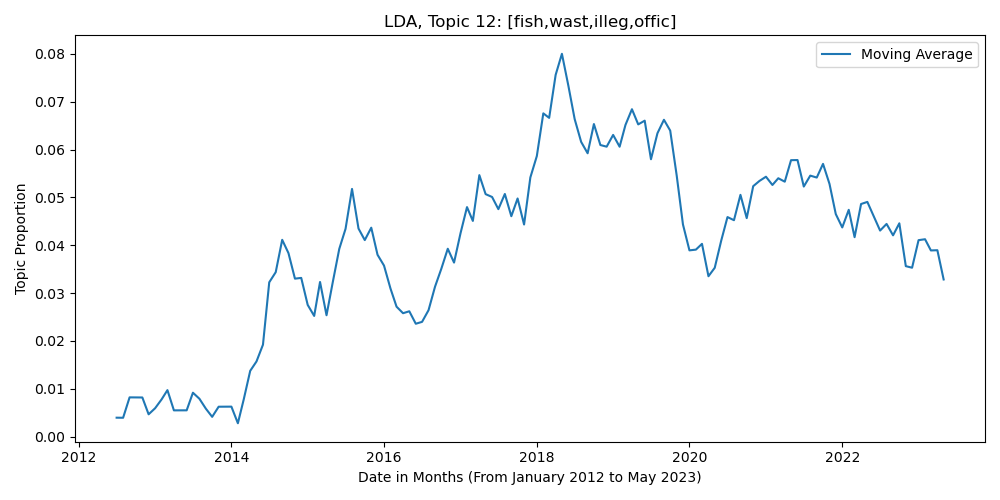 LDA, Topic 12: [fish,wast,illeg,offic]
Moving Average
0.08
0.07
0.06
0.05
0.04
0.03
0.02
0.01
0.00
Topic Proportion
2012 2014 2016 2018 2020 2022
Date in Months (From January 2012 to May 2023)